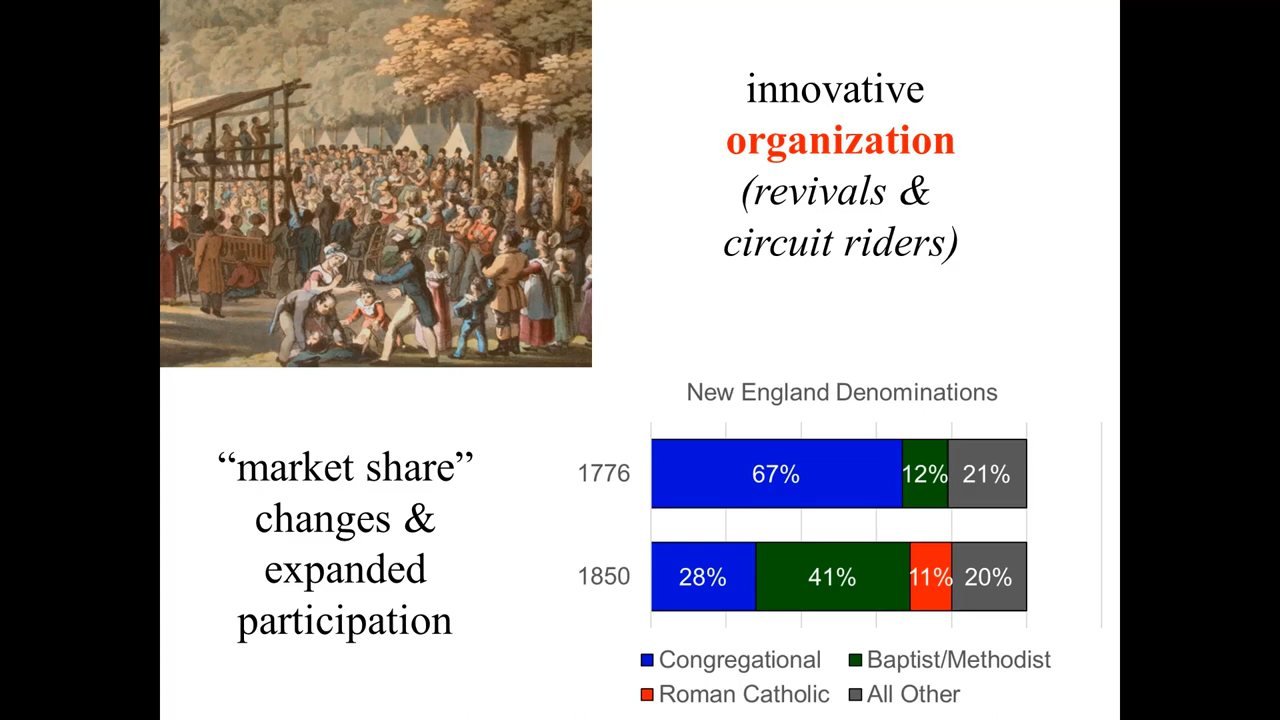 innovative
organization
(revivals &
circuit riders)
“market share”
changes &
expanded
participation
New England Denominations
1776 67% 12% 21%
1850 28% 41% 11% 20%
Congregational Baptist/Methodist
Roman Catholic All Other